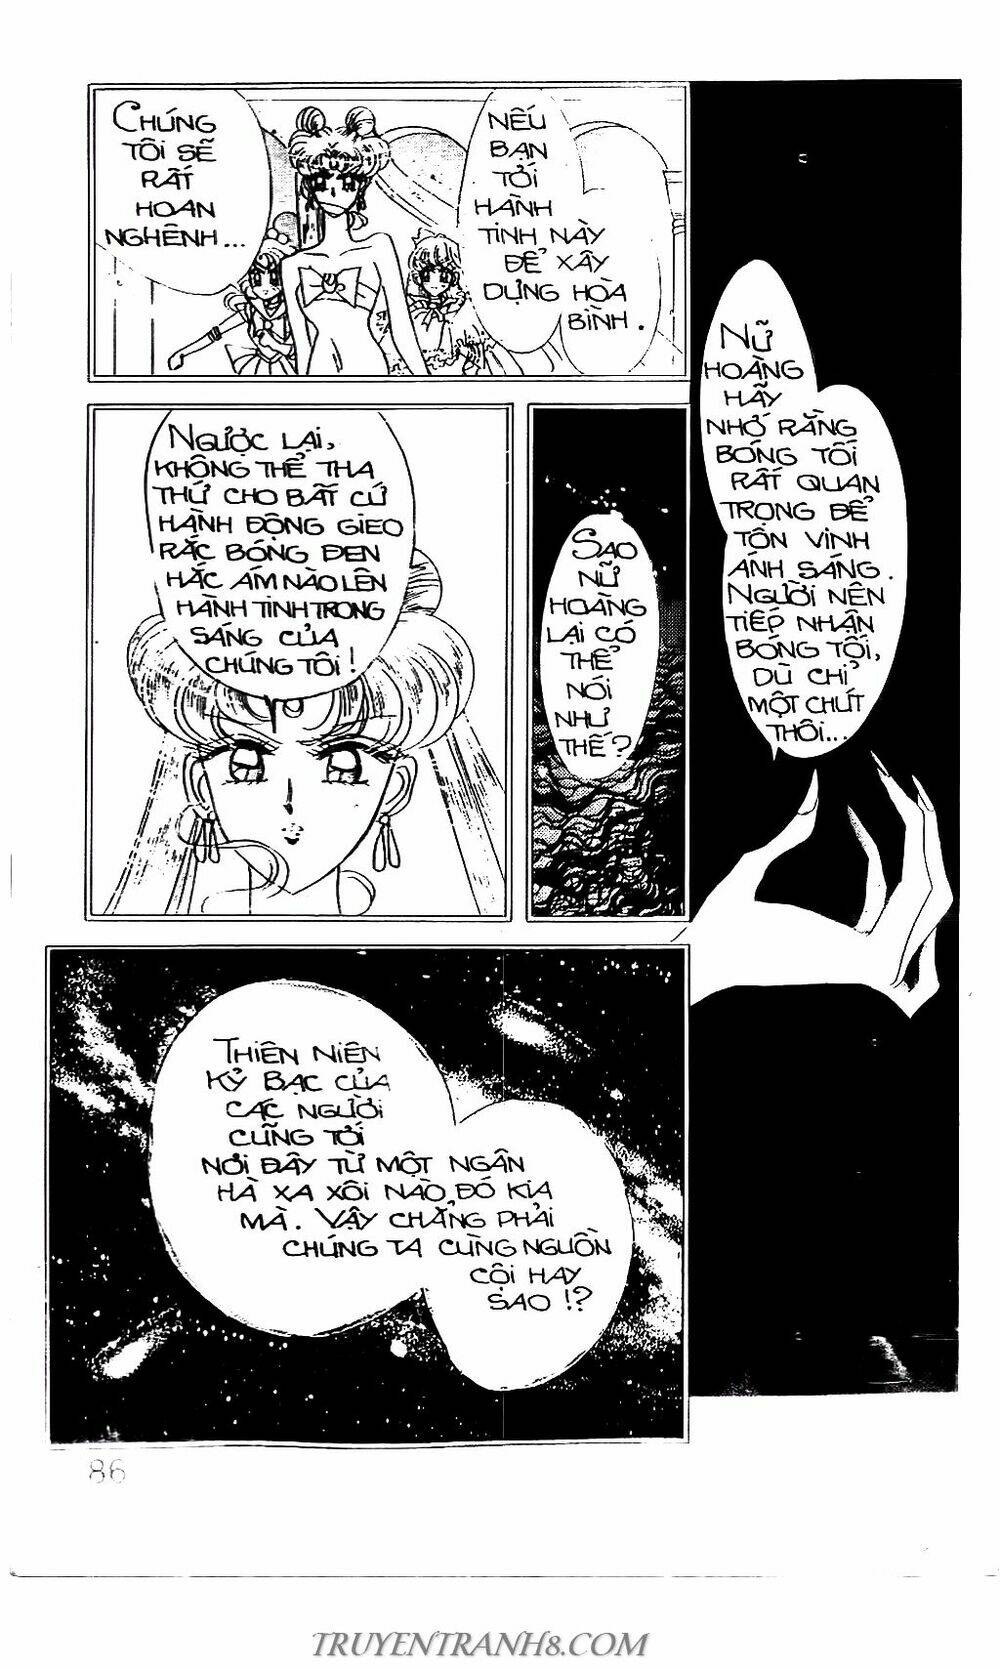 NẾU
BẠN
TỚI
HÀNH
TINH NÀY
ĐỂ XÂY
DỰNG HÒA
BÌNH.
CHÚNG
TÔI SẼ
RẤT
HOAN
NGHÊNH...
NGƯỢC LẠI,
KHÔNG THỂ THA
THỨ CHO BẤT CỨ
HÀNH ĐỘNG GIEO
RẮC BÓNG ĐEN
HẮC ÁM NÀO LÊN
HÀNH TINH TRONG
SÁNG CỦA
CHÚNG TÔI!
SAO
NỮ
HOÀNG
LẠI CÓ
THỂ
NÓI
NHƯ
THẾ?
NỮ
HOÀNG
HÃY
NHỚ RẰNG
BÓNG TỐI
RẤT QUAN
TRỌNG ĐỂ
TÔN VINH
ÁNH SÁNG.
NGƯỜI NÊN
TIẾP NHẬN
BÓNG TỐI,
DÙ CHỈ
MỘT CHÚT
THÔI...
THIÊN NIÊN
KỶ BẠC CỦA
CÁC NGƯỜI
CŨNG TỚI
NƠI ĐÂY TỪ MỘT NGÂN
HÀ XA XÔI NÀO ĐÓ KIA
MÀ. VẬY CHẲNG PHẢI
CHÚNG TA CÙNG NGUỒN
CỘI HAY
SAO!?
86
TRUYENTRANH8.COM